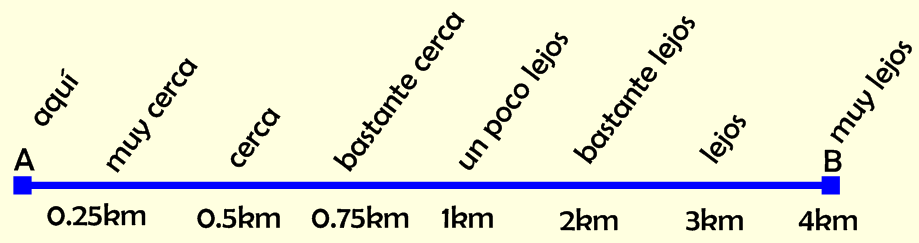 aquí
muy cerca
cerca
bastante cerca
un poco lejos
bastante lejos
lejos
muy lejos
A
B
0.25km
0.5km
0.75km
1km
2km
3km
4km